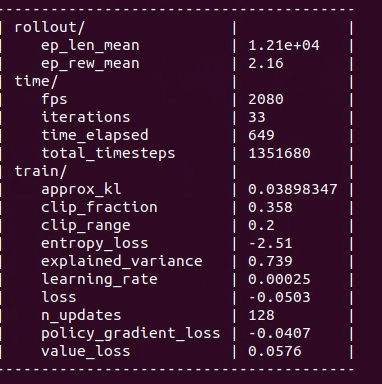 -----------------------------------------
| rollout/                |             |
|    ep_len_mean          | 1.21e+04    |
|    ep_rew_mean          | 2.16        |
| time/                   |             |
|    fps                  | 2080        |
|    iterations           | 33          |
|    time_elapsed         | 649         |
|    total_timesteps      | 1351680     |
| train/                  |             |
|    approx_kl            | 0.03898347  |
|    clip_fraction        | 0.358       |
|    clip_range           | 0.2         |
|    entropy_loss         | -2.51       |
|    explained_variance   | 0.739       |
|    learning_rate        | 0.00025     |
|    loss                 | -0.0503     |
|    n_updates            | 128         |
|    policy_gradient_loss | -0.0407     |
|    value_loss           | 0.0576      |
-----------------------------------------